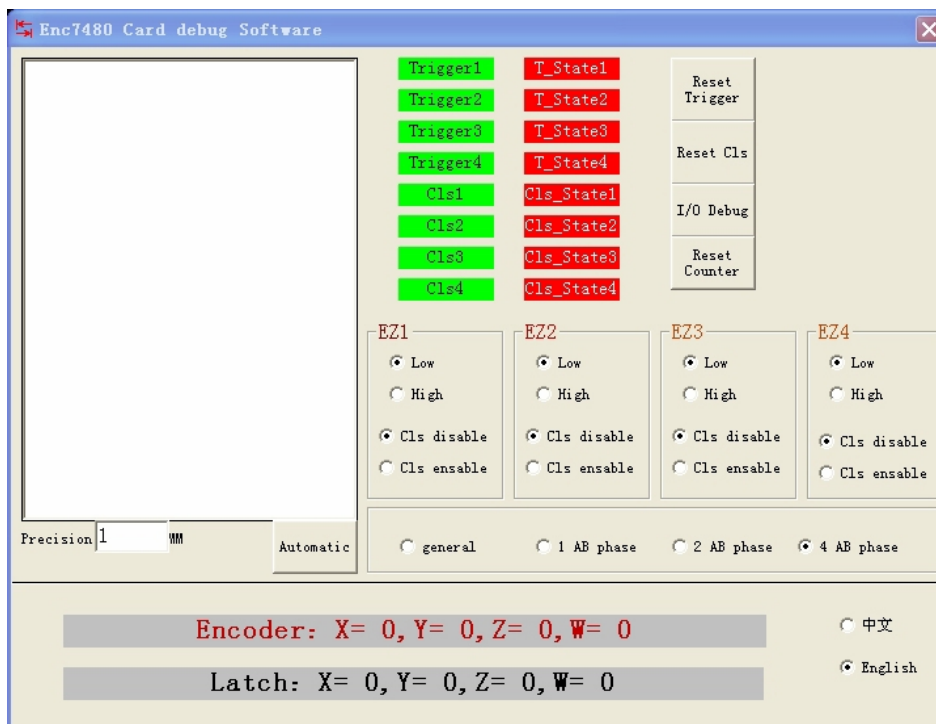 Enc7480 Card debug Software
Trigger1 T_State1
Trigger2 T_State2
Trigger3 T_State3
Trigger4 T_State4
Cls1 Cls_State1
Cls2 Cls_State2
Cls3 Cls_State3
Cls4 Cls_State4
Reset
Trigger
Reset Cls
I/O Debug
Reset
Counter
EZ1 EZ2 EZ3 EZ4
Low Low Low Low
High High High High
Cls disable Cls disable Cls disable Cls disable
Cls ensable Cls ensable Cls ensable Cls ensable
Precision 1 MM Automatic
general 1 AB phase 2 AB phase 4 AB phase
Encoder: X= 0, Y= 0, Z= 0, W= 0
Latch: X= 0, Y= 0, Z= 0, W= 0
中文
English